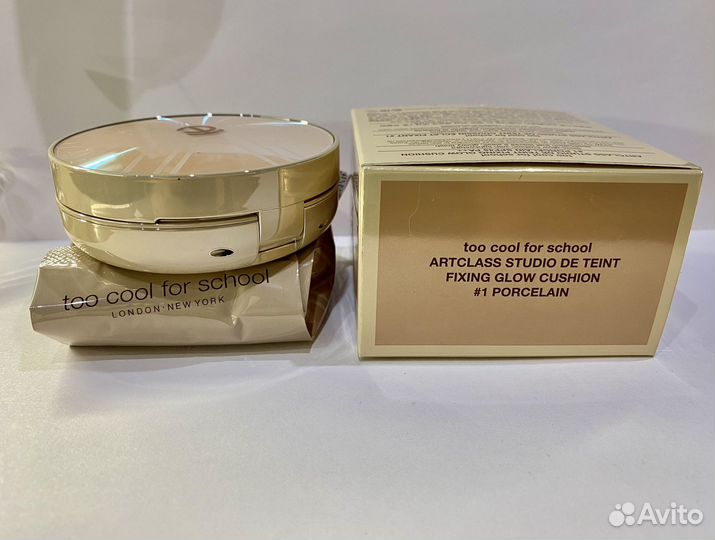 too cool for school
LONDON · NEW YORK
too cool for school
ARTCLASS STUDIO DE TEINT
FIXING GLOW CUSHION
#1 PORCELAIN
Avito